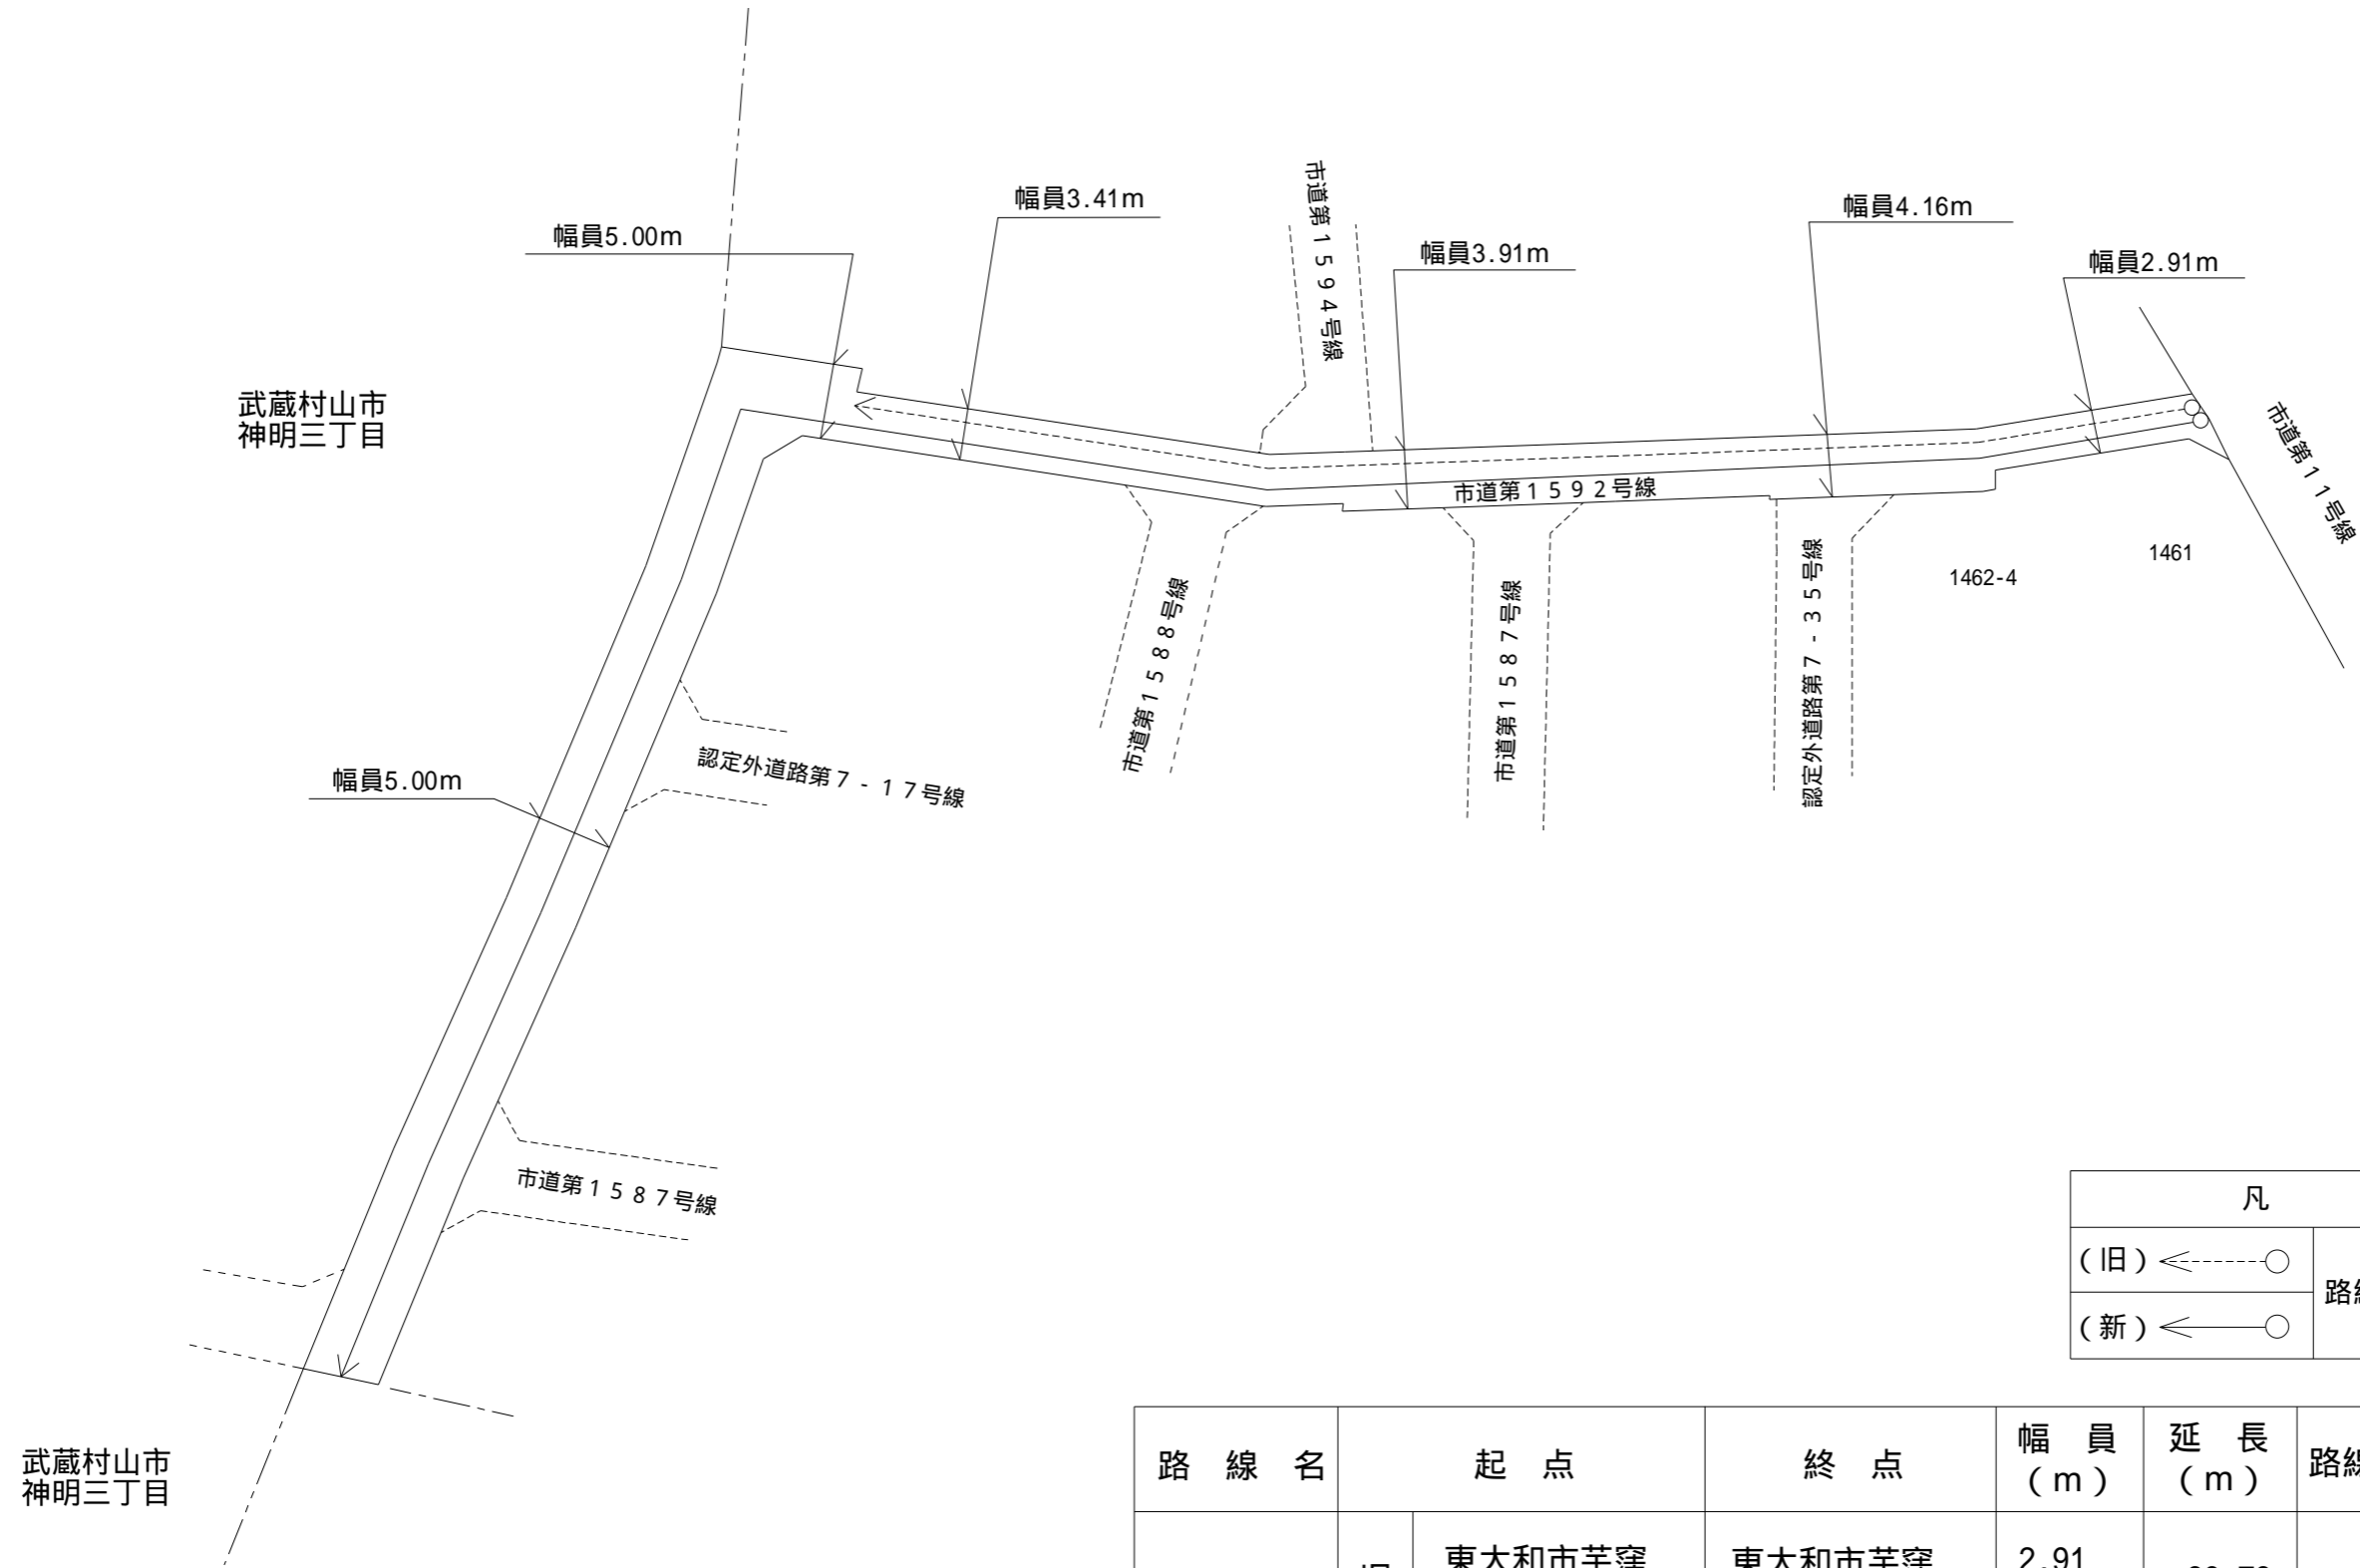 市道第１５９４号線
幅員5.00m
幅員3.41m
幅員3.91m
幅員4.16m
幅員2.91m
武蔵村山市
神明三丁目
市道第１１号線
市道第１５９２号線
1461
1462-4
市道第１５８８号線
市道第１５８７号線
認定外道路第７-３５号線
認定外道路第７-１７号線
幅員5.00m
市道第１５８７号線
凡
(旧)
(新)
武蔵村山市
神明三丁目
路 線 名
起 点
終 点
幅 員
(m)
延 長
(m)
東大和市芋窪
東大和市芋窪
2.91